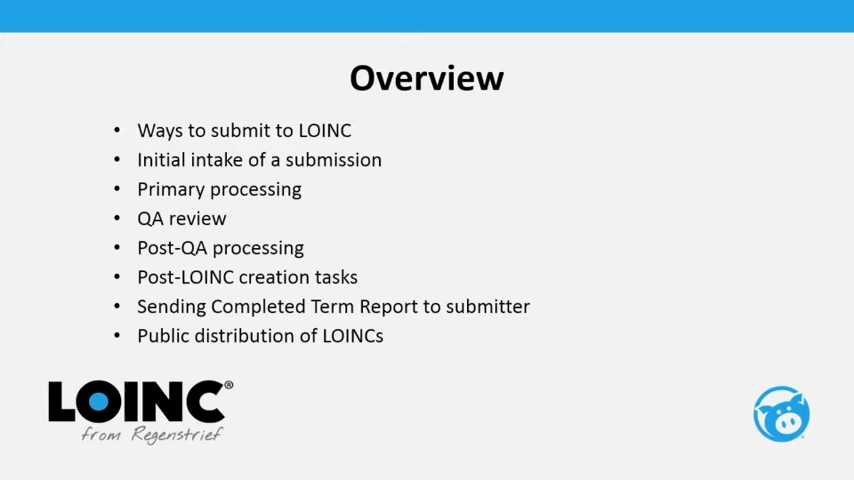 Overview
• Ways to submit to LOINC
• Initial intake of a submission
• Primary processing
• QA review
• Post-QA processing
• Post-LOINC creation tasks
• Sending Completed Term Report to submitter
• Public distribution of LOINCs
LOINC®
from Regenstrief